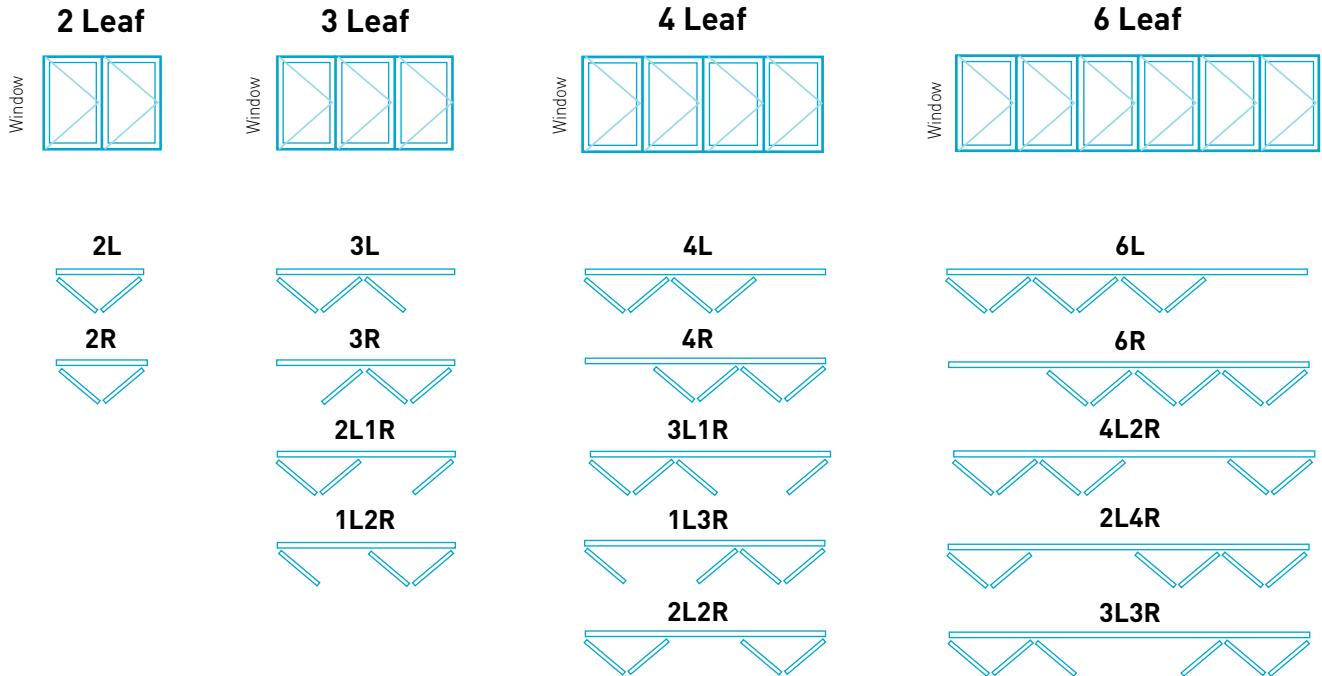 2 Leaf
3 Leaf
4 Leaf
6 Leaf
Window
Window
Window
Window
2L
3L
4L
6L
2R
3R
4R
6R
2L1R
3L1R
4L2R
1L2R
1L3R
2L4R
2L2R
3L3R